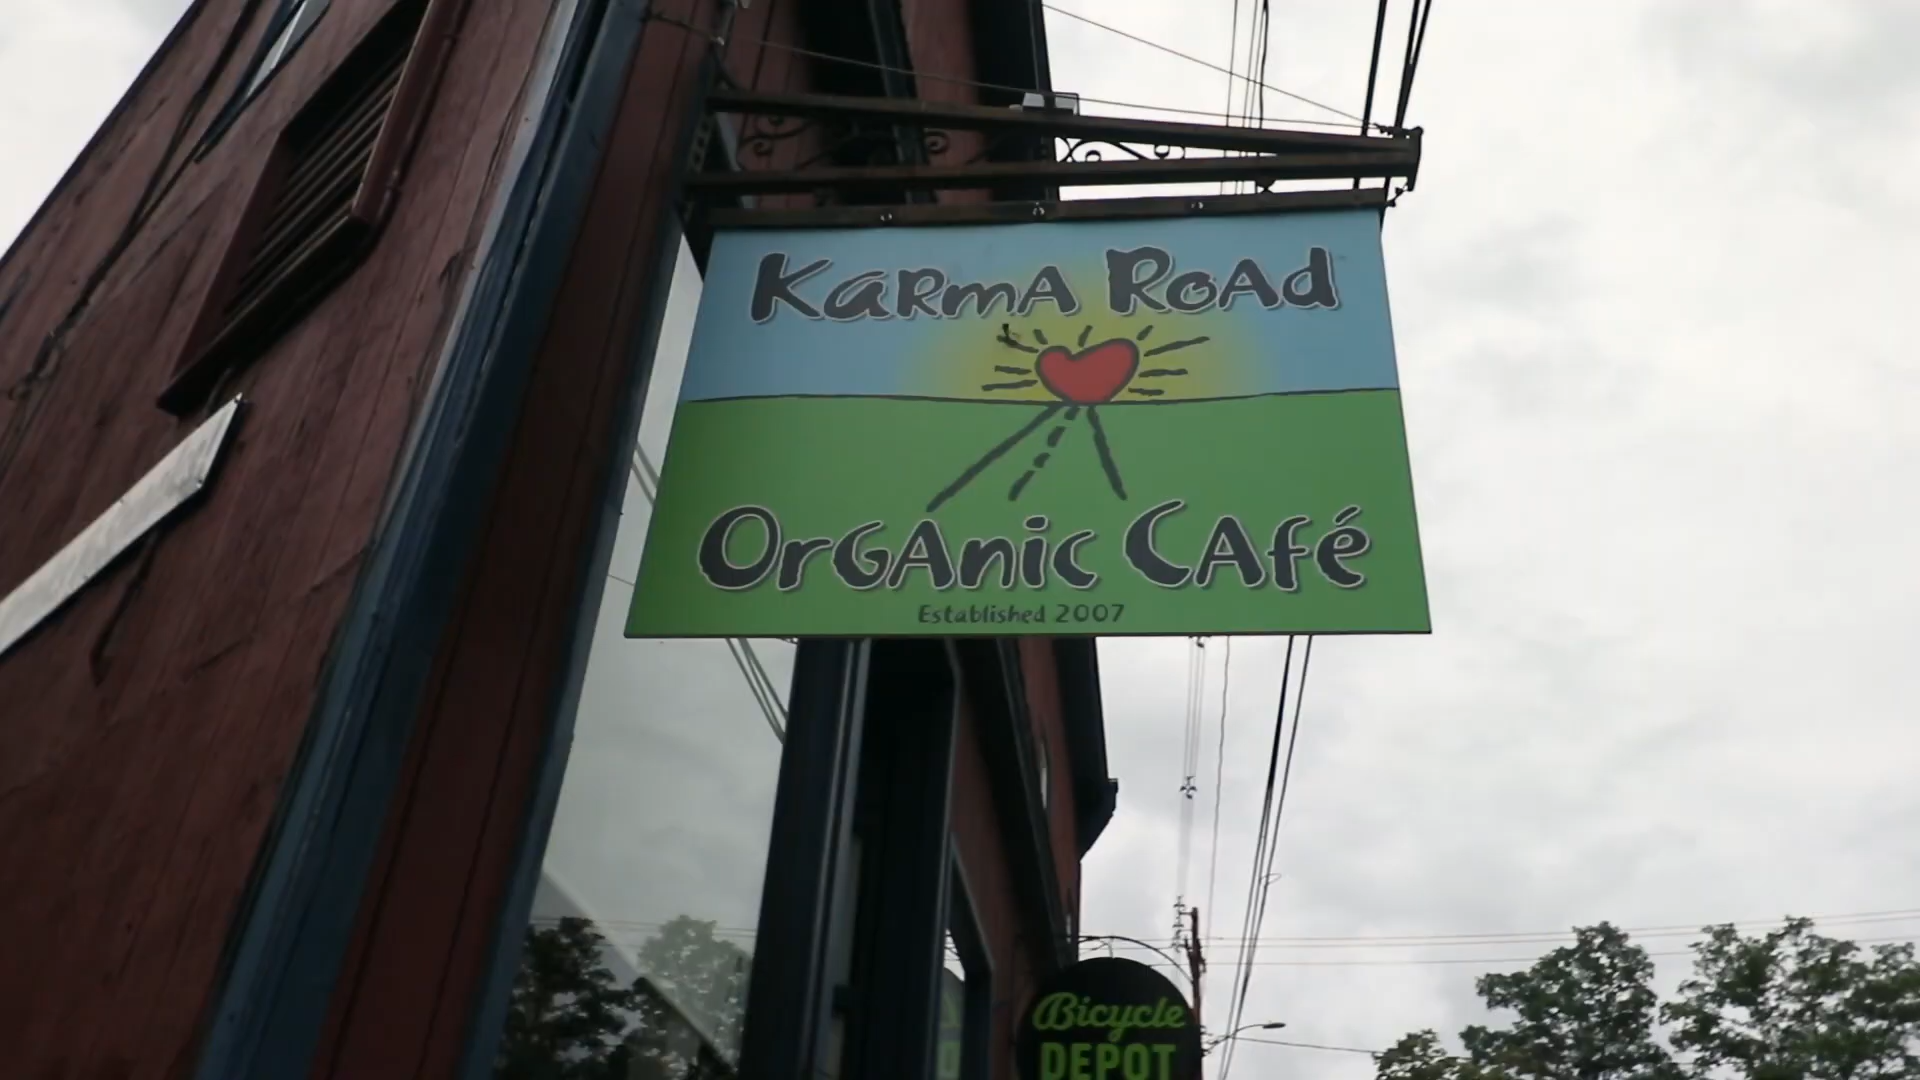 Karma Road
Organic Café
Established 2007
Bicycle
DEPOT